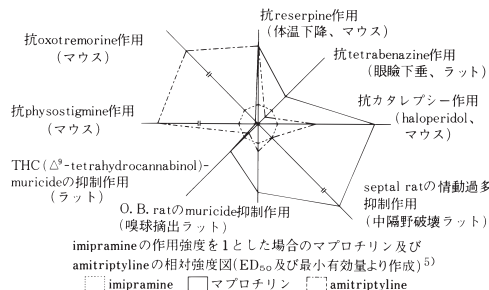 抗reserpine作用
(体温下降、マウス)
抗oxotremorine作用
(マウス)
抗tetrabenazine作用
(眼瞼下垂、ラット)
抗カタレプシー作用
(haloperidol、
マウス)
抗physostigmine作用
(マウス)
THC(△⁹-tetrahydrocannabinol)-
muricideの抑制作用
(ラット)
septal ratの情動過多
抑制作用
(中隔野破壊ラット)
O. B. ratのmuricide抑制作用
(嗅球摘出ラット)
imipramineの作用強度を1とした場合のマプロチリン及び
amitriptylineの相対強度図(ED₅₀及び最小有効量より作成)⁵⁾
imipramine マプロチリン amitriptyline